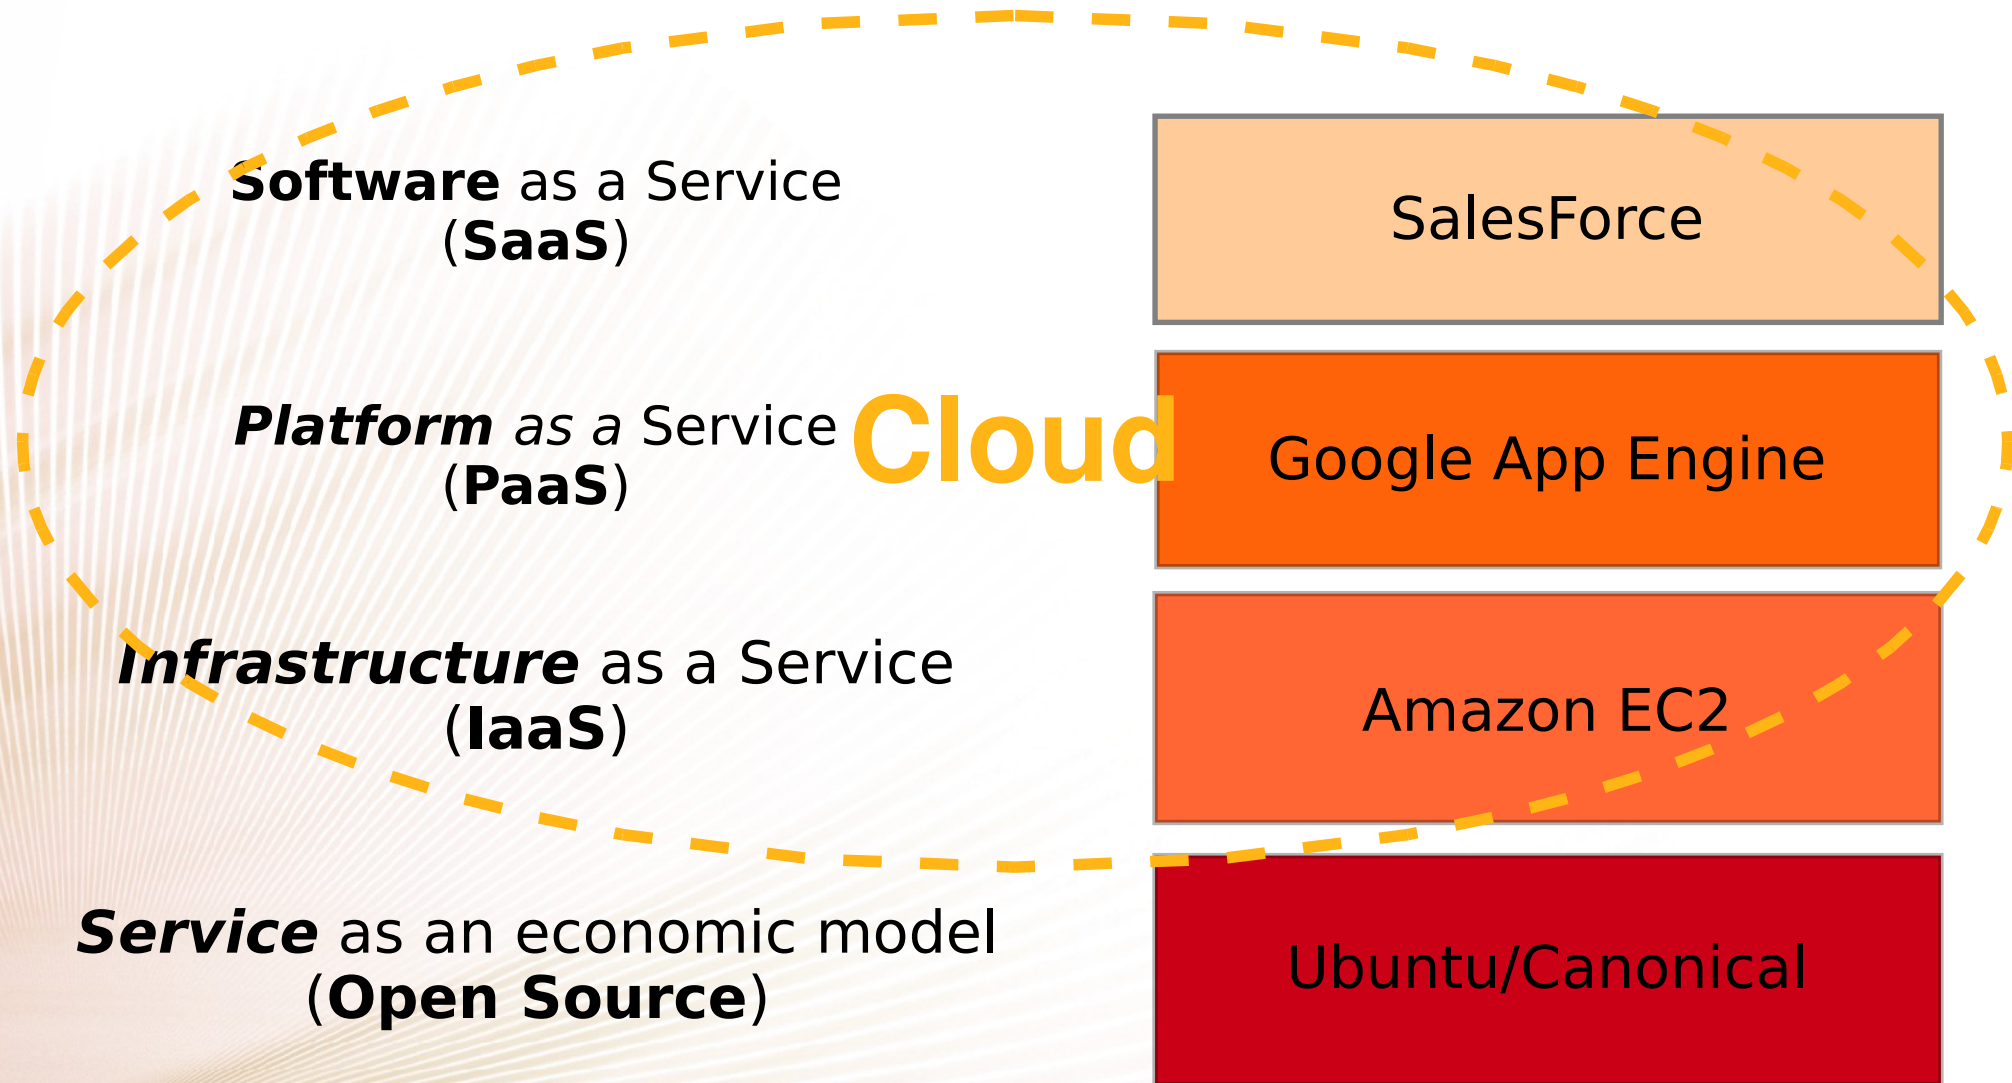 Software as a Service
(SaaS)
SalesForce
Platform as a Service
(PaaS)
Cloud
Google App Engine
Infrastructure as a Service
(IaaS)
Amazon EC2
Service as an economic model
(Open Source)
Ubuntu/Canonical